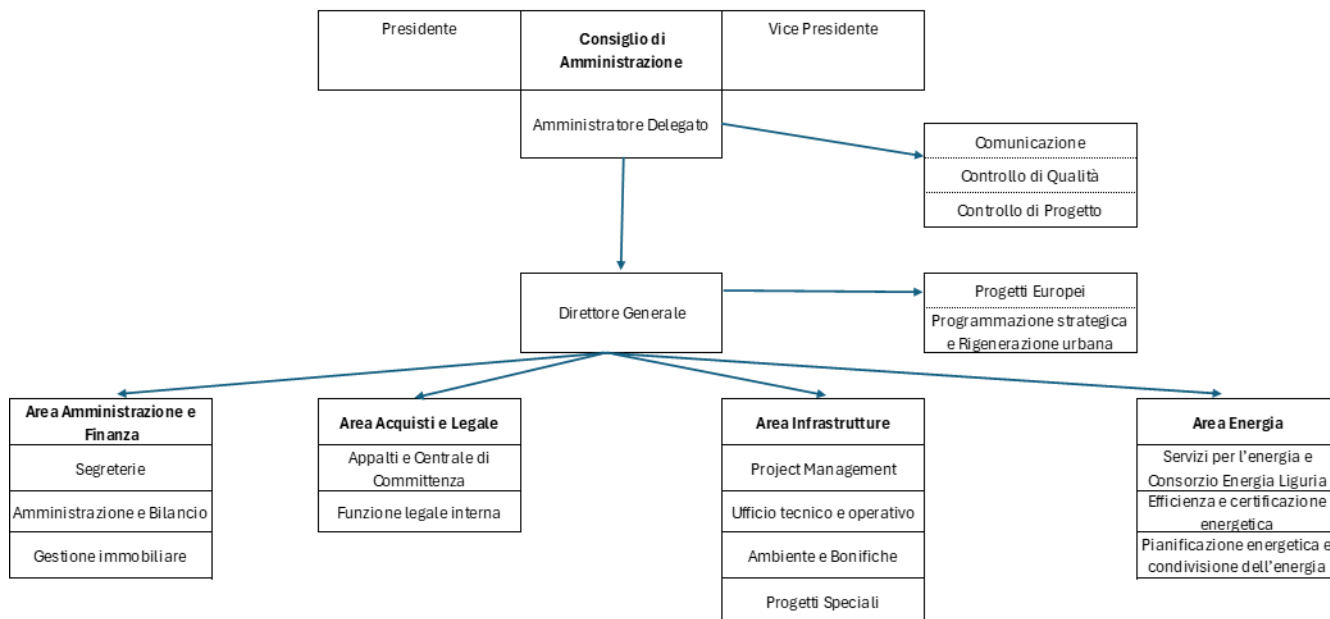 Presidente
Consiglio di
Amministrazione
Vice Presidente
Amministratore Delegato
Comunicazione
Controllo di Qualità
Controllo di Progetto
Direttore Generale
Progetti Europei
Programmazione strategica
e Rigenerazione urbana
Area Amministrazione e
Finanza
Segreterie
Amministrazione e Bilancio
Gestione immobiliare
Area Acquisti e Legale
Appalti e Centrale di
Committenza
Funzione legale interna
Area Infrastrutture
Project Management
Ufficio tecnico e operativo
Ambiente e Bonifiche
Progetti Speciali
Area Energia
Servizi per l'energia e
Consorzio Energia Liguria
Efficienza e certificazione
energetica
Pianificazione energetica e
condivisione dell'energia